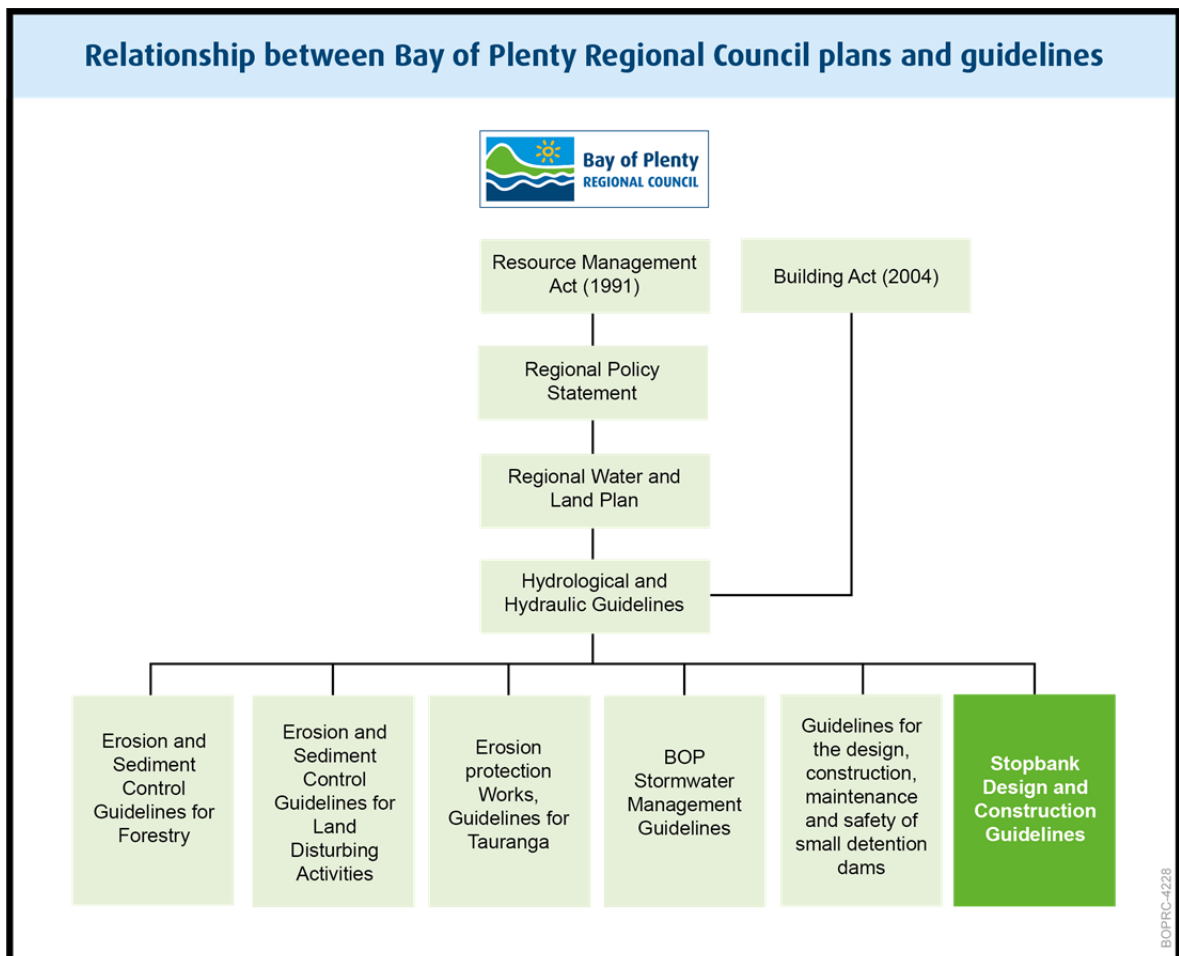 Relationship between Bay of Plenty Regional Council plans and guidelines
Bay of Plenty
REGIONAL COUNCIL
Resource Management
Act (1991)
Building Act (2004)
Regional Policy
Statement
Regional Water and
Land Plan
Hydrological and
Hydraulic Guidelines
Erosion and
Sediment
Control
Guidelines for
Forestry
Erosion and
Sediment
Control
Guidelines for
Land
Disturbing
Activities
Erosion
protection
Works,
Guidelines for
Tauranga
BOP
Stormwater
Management
Guidelines
Guidelines for
the design,
construction,
maintenance
and safety of
small detention
dams
Stopbank
Design and
Construction
Guidelines
BOPRC-4228